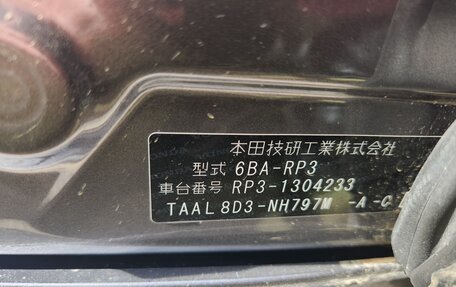 本田技研工業株式会社
型式 6BA-RP3
車台番号 RP3-1304233
TAAL 8D3-NH797M -A -C